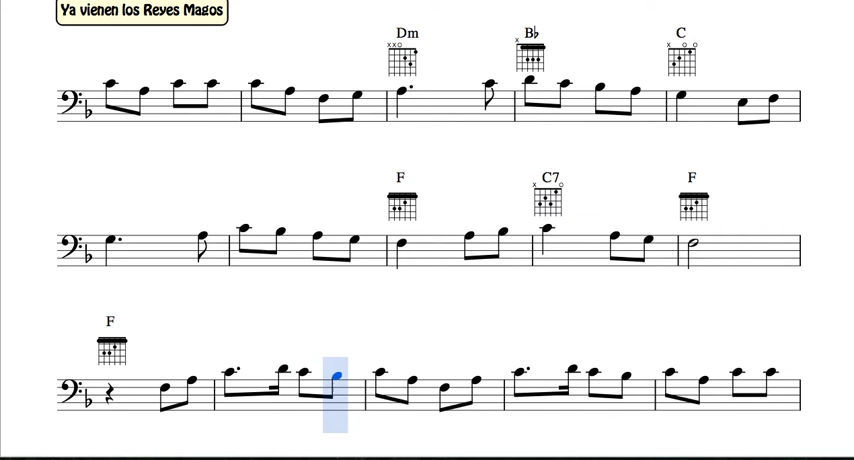 Ya vienen los Reyes Magos
Dm B♭ C
F C7 F
F